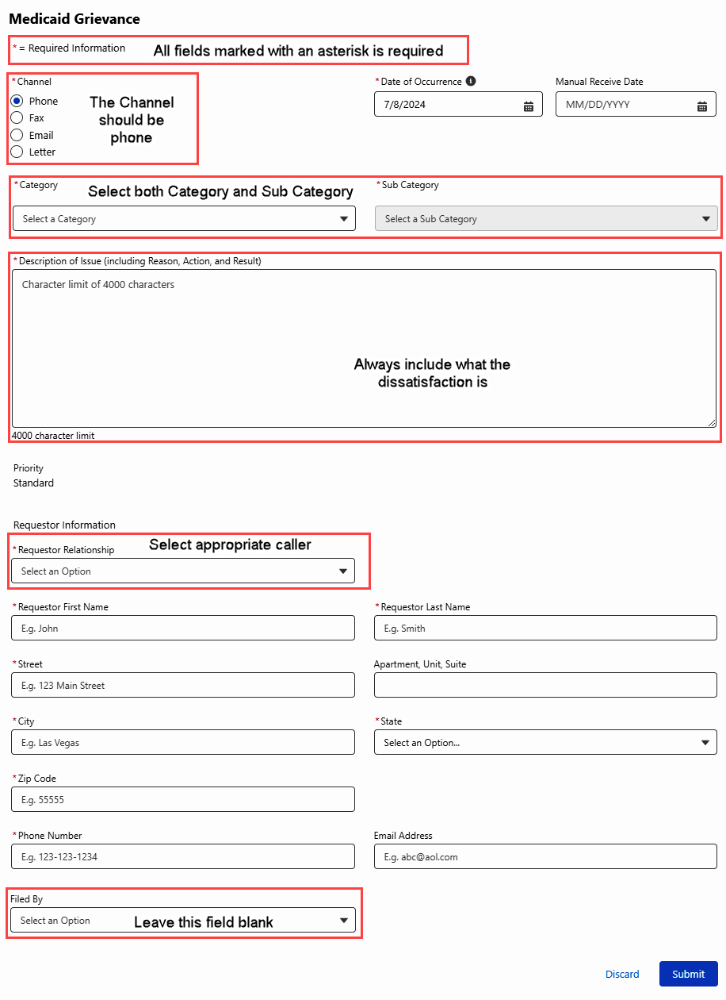 Medicaid Grievance
* = Required Information
All fields marked with an asterisk is required
*Channel
Phone
Fax
Email
Letter
The Channel
should be
phone
*Date of Occurrence
7/8/2024
Manual Receive Date
MM/DD/YYYY
*Category
Select both Category and Sub Category
*Sub Category
Select a Category
Select a Sub Category
*Description of Issue (including Reason, Action, and Result)
Character limit of 4000 characters
Always include what the
dissatisfaction is
4000 character limit
Priority
Standard
Requestor Information
*Requestor Relationship
Select appropriate caller
Select an Option
*Requestor First Name
E.g. John
*Requestor Last Name
E.g. Smith
*Street
E.g. 123 Main Street
Apartment, Unit, Suite
*City
E.g. Las Vegas
*State
Select an Option...
*Zip Code
E.g. 55555
*Phone Number
E.g. 123-123-1234
Email Address
E.g. abc@aol.com
Filed By
Select an Option
Leave this field blank
Discard
Submit